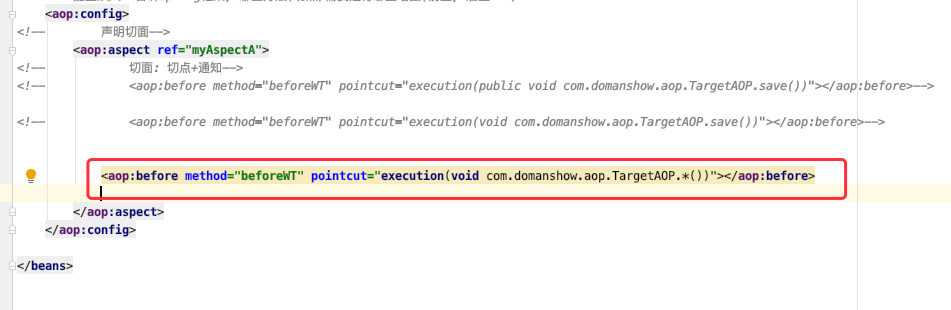 <aop:config>
<!-- 声明切面-->
<aop:aspect ref="myAspectA">
<!-- 切面: 切点+通知-->
<!-- <aop:before method="beforeWT" pointcut="execution(public void com.domanshow.aop.TargetAOP.save())"></aop:before>-->
<!-- <aop:before method="beforeWT" pointcut="execution(void com.domanshow.aop.TargetAOP.save())"></aop:before>-->
<aop:before method="beforeWT" pointcut="execution(void com.domanshow.aop.TargetAOP.*())"></aop:before>
</aop:aspect>
</aop:config>
</beans>